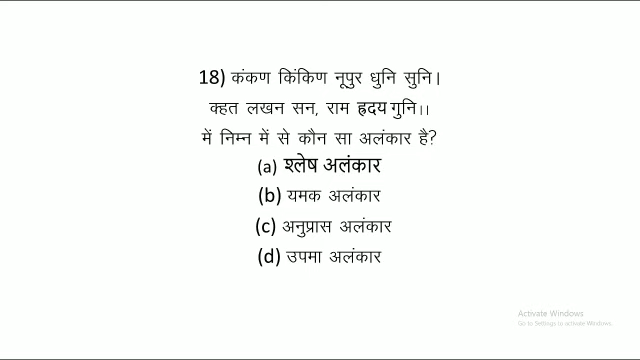 18) कंकण किंकिण नूपुर धुनि सुनि।
क्हत लखन सन, राम ह्रदय गुनि।।
में निम्न में से कौन सा अलंकार है?
(a) श्लेष अलंकार
(b) यमक अलंकार
(c) अनुप्रास अलंकार
(d) उपमा अलंकार
Activate Windows
Go to Settings to activate Windows.